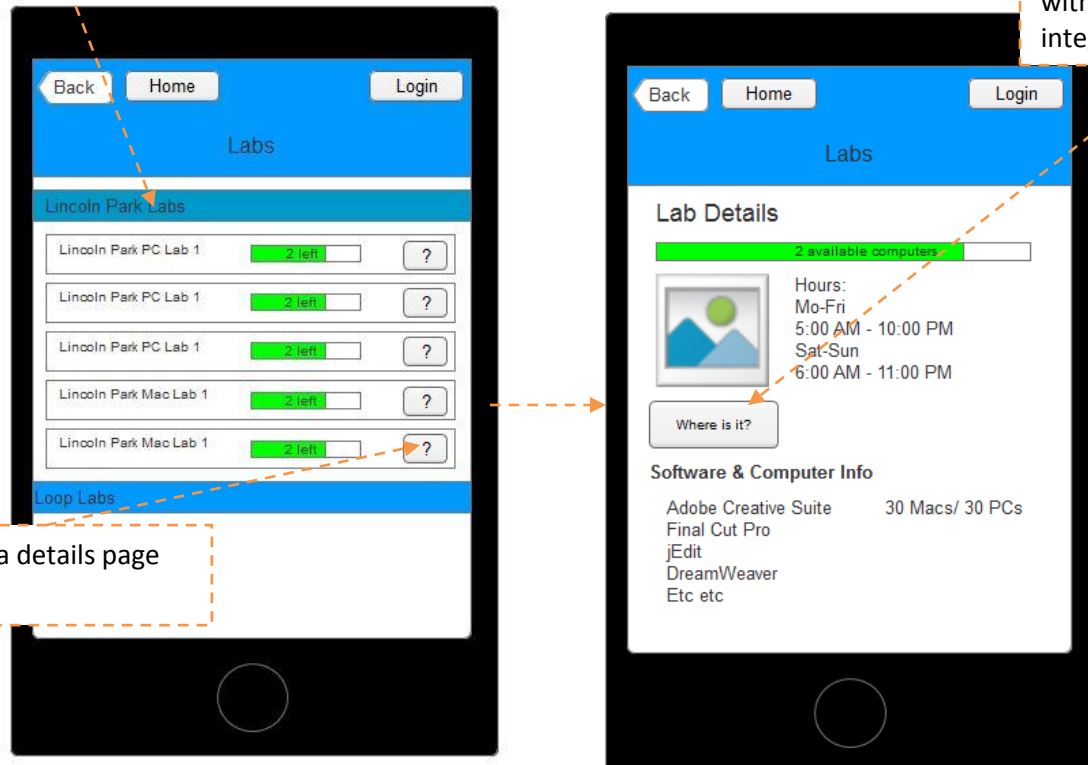 Back Home Login
Labs
Lincoln Park Labs
Lincoln Park PC Lab 1 2 left ?
Lincoln Park PC Lab 1 2 left ?
Lincoln Park PC Lab 1 2 left ?
Lincoln Park Mac Lab 1 2 left ?
Lincoln Park Mac Lab 1 2 left ?
Loop Labs
a details page
with
inte
Back Home Login
Labs
Lab Details
2 available computers
Hours:
Mo-Fri
5:00 AM - 10:00 PM
Sat-Sun
6:00 AM - 11:00 PM
Where is it?
Software & Computer Info
Adobe Creative Suite 30 Macs/ 30 PCs
Final Cut Pro
jEdit
DreamWeaver
Etc etc